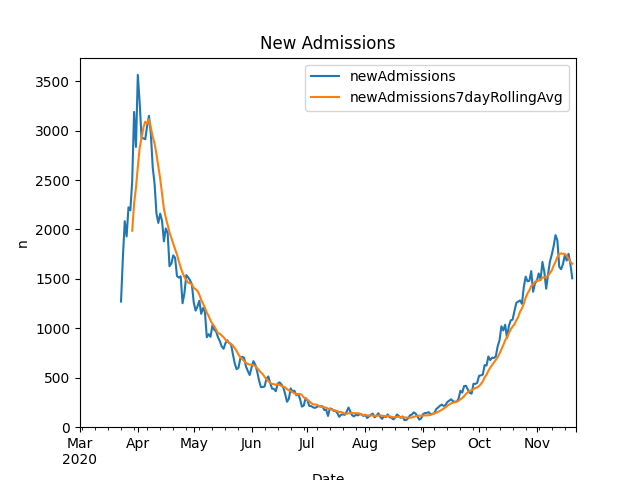 New Admissions
newAdmissions
newAdmissions7dayRollingAvg
n
3500
3000
2500
2000
1500
1000
500
0
Mar Apr May Jun Jul Aug Sep Oct Nov
2020
Date